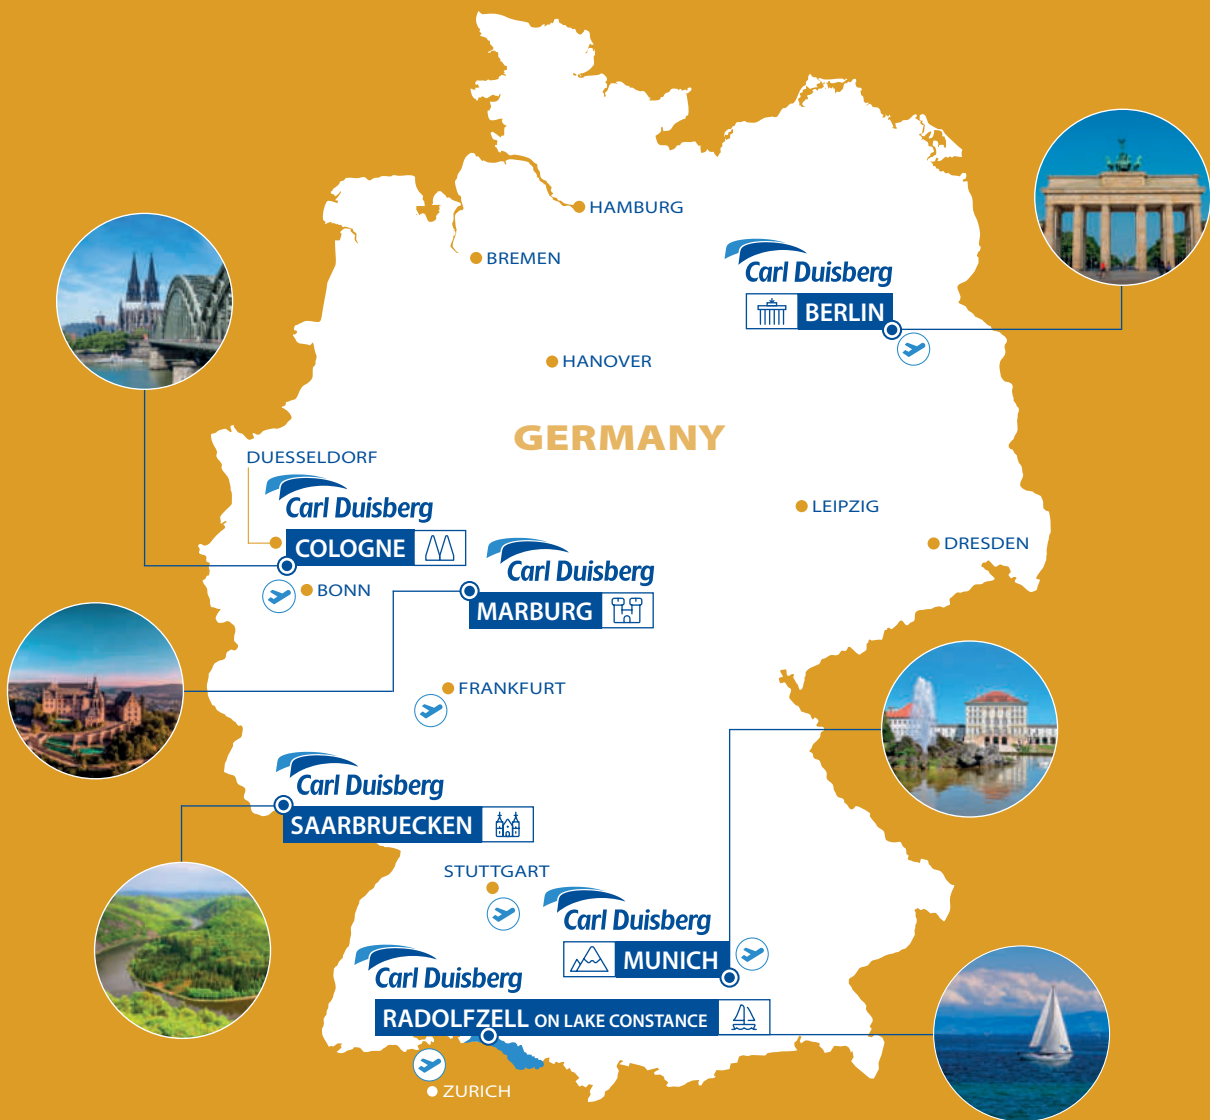 HAMBURG
BREMEN
Carl Duisberg
BERLIN
HANOVER
GERMANY
DUESSELDORF
Carl Duisberg
COLOGNE
LEIPZIG
DRESDEN
BONN
Carl Duisberg
MARBURG
FRANKFURT
Carl Duisberg
SAARBRUECKEN
STUTTGART
Carl Duisberg
MUNICH
Carl Duisberg
RADOLFZELL ON LAKE CONSTANCE
ZURICH